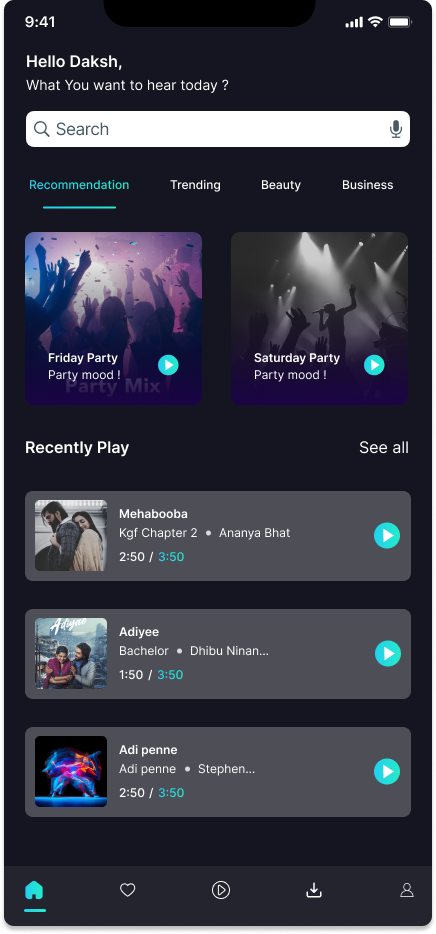 9:41
Hello Daksh,
What You want to hear today ?
Search
Recommendation Trending Beauty Business
Friday Party
Party mood !
Party Mix
Saturday Party
Party mood !
Recently Play See all
Mehabooba
Kgf Chapter 2 • Ananya Bhat
2:50 / 3:50
Adiyae
Adiyee
Bachelor • Dhibu Ninan...
1:50 / 3:50
Adi penne
Adi penne • Stephen...
2:50 / 3:50